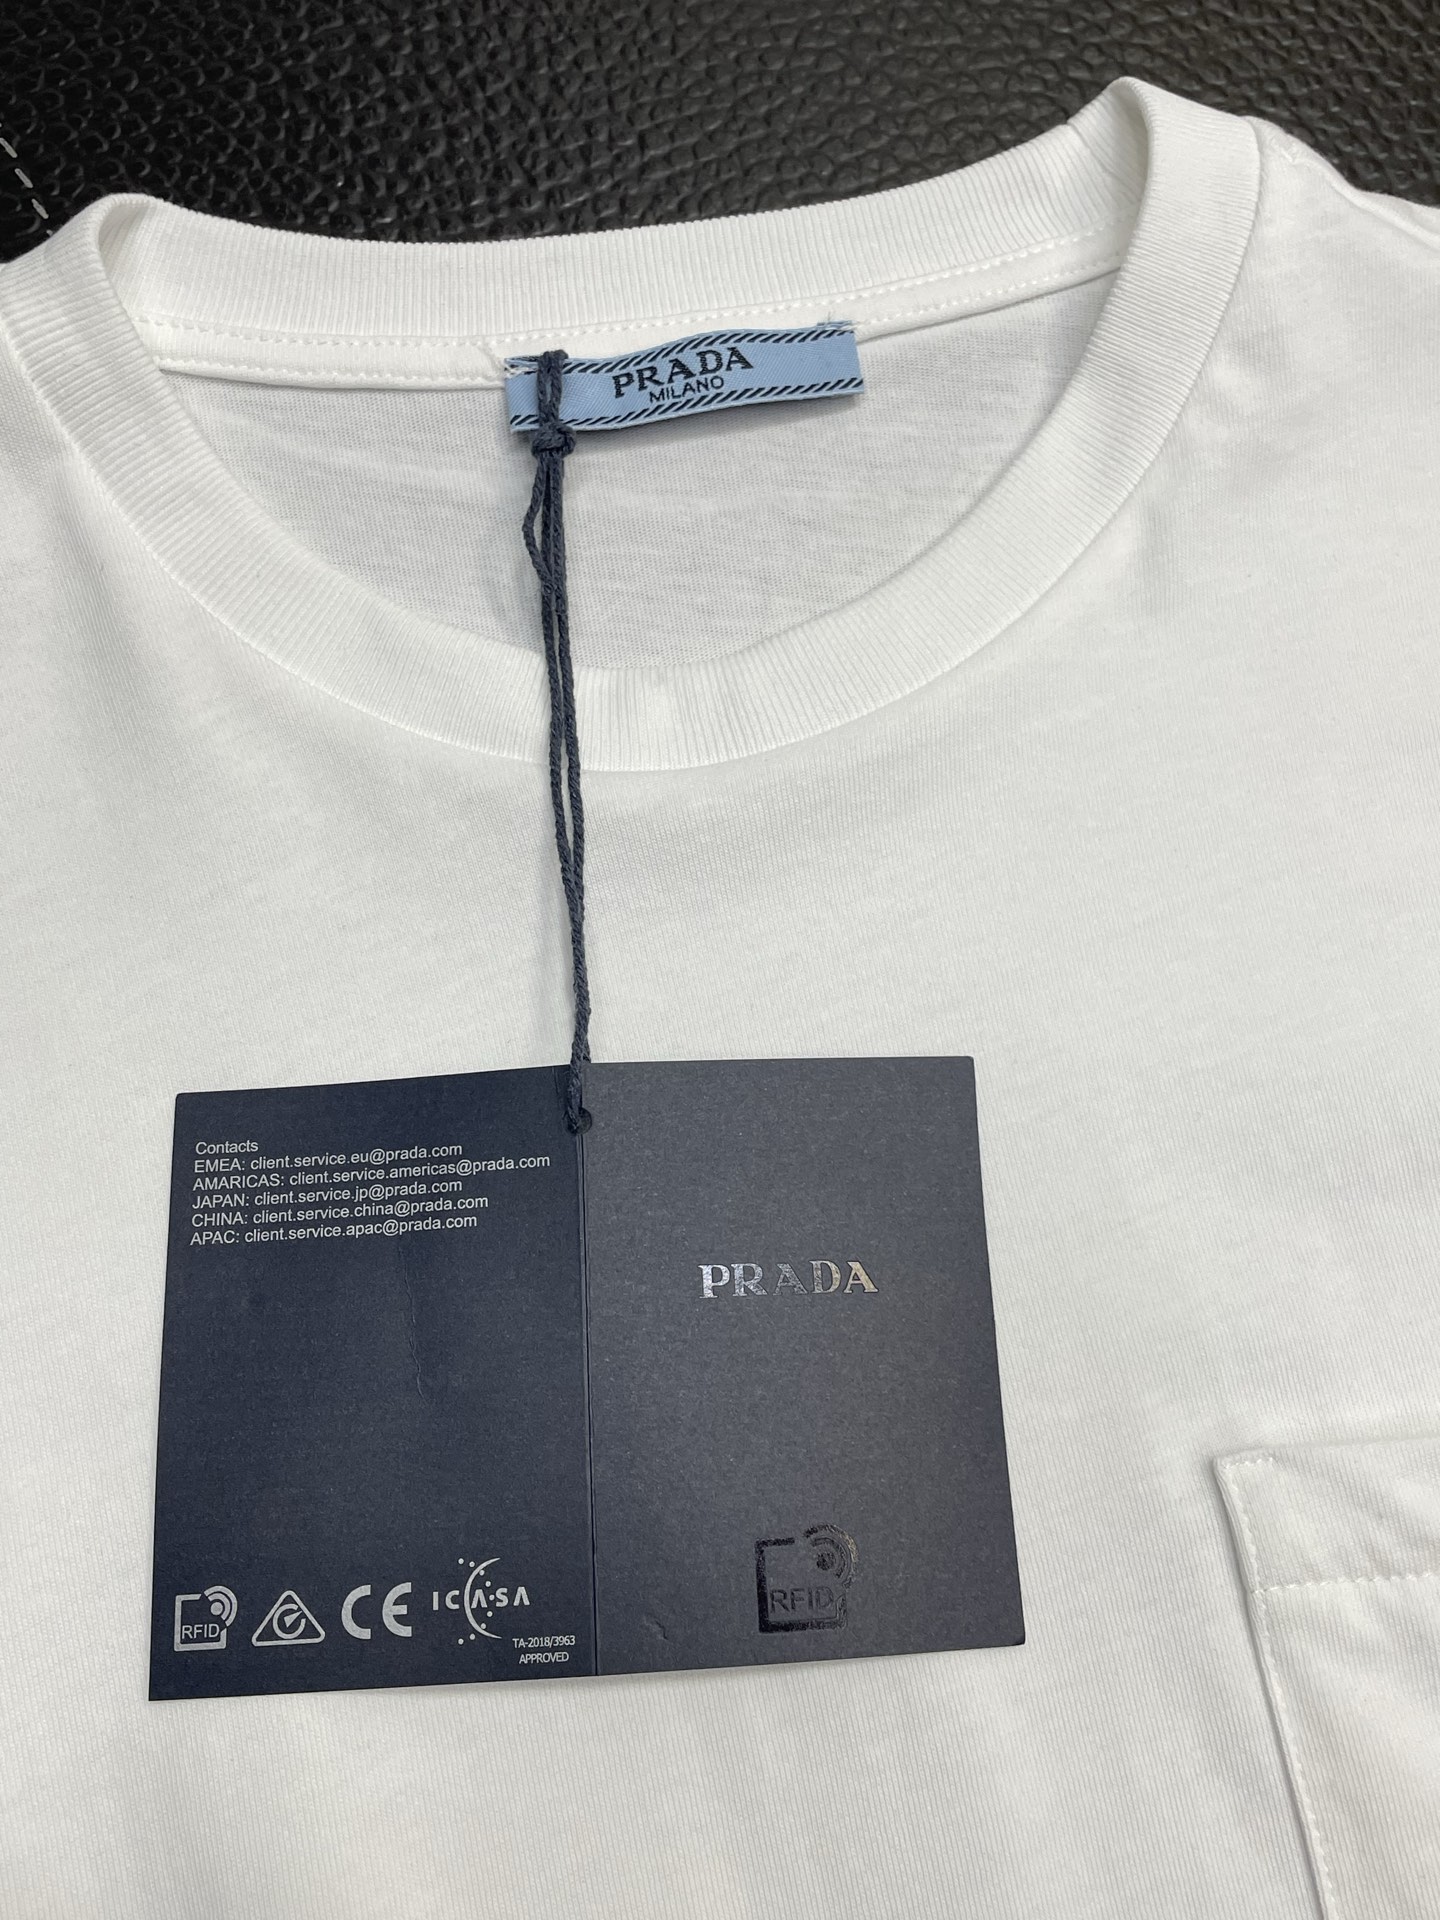 PRADA
MILANO
Contacts
EMEA: client.service.eu@prada.com
AMARICAS: client.service.americas@prada.com
JAPAN: client.service.jp@prada.com
CHINA: client.service.china@prada.com
APAC: client.service.apac@prada.com
PRADA
RFID
CE
ICASA
TA-2018/3963
APPROVED
RFID